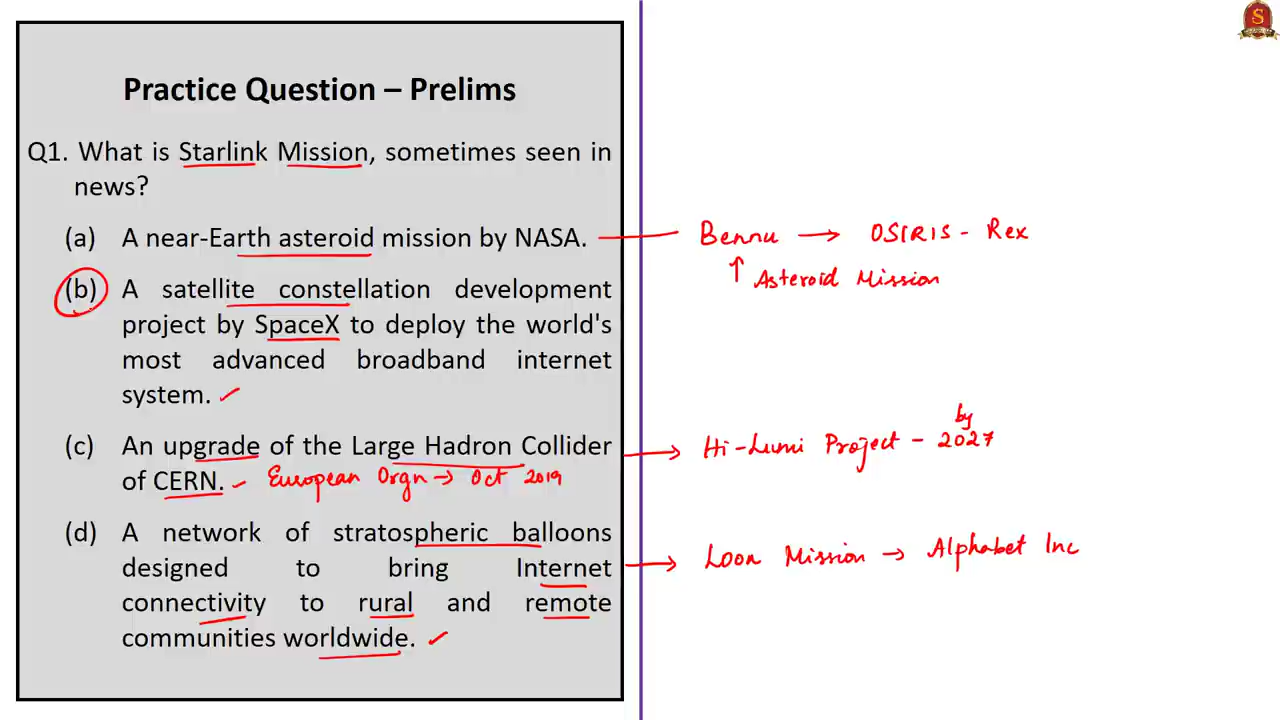 Practice Question – Prelims
Q1. What is Starlink Mission, sometimes seen in
news?
(a) A near-Earth asteroid mission by NASA.
(b) A satellite constellation development
project by SpaceX to deploy the world's
most advanced broadband internet
system.
(c) An upgrade of the Large Hadron Collider
of CERN. European Orgn → Oct 2019
(d) A network of stratospheric balloons
designed to bring Internet
connectivity to rural and remote
communities worldwide.
Bennu → OSIRIS - Rex
↑ Asteroid Mission
by
Hi-Lumi Project - 2027
Loon Mission → Alphabet Inc
S